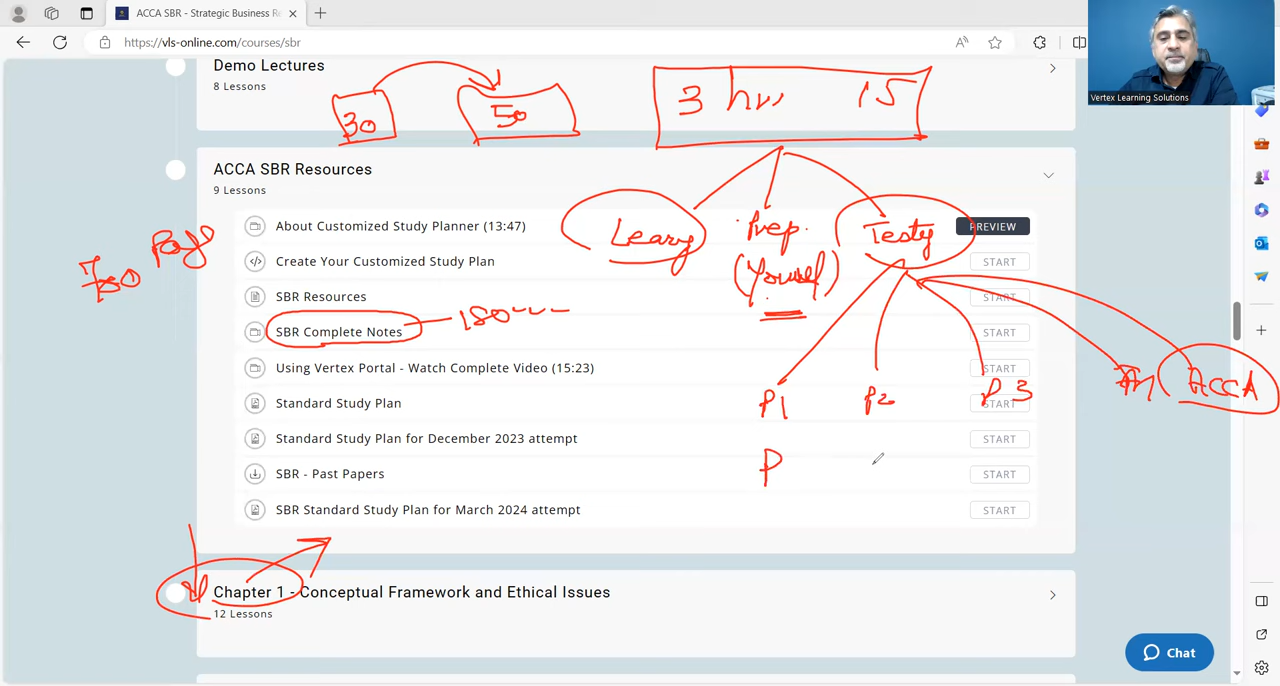 ACCA SBR - Strategic Business Re
https://vls-online.com/courses/sbr
Vertex Learning Solutions
Demo Lectures
8 Lessons
30
50
3 hrs 15
ACCA SBR Resources
9 Lessons
About Customized Study Planner (13:47)
PREVIEW
Create Your Customized Study Plan
START
SBR Resources
START
SBR Complete Notes
START
Using Vertex Portal - Watch Complete Video (15:23)
START
Standard Study Plan
START
Standard Study Plan for December 2023 attempt
START
SBR - Past Papers
START
SBR Standard Study Plan for March 2024 attempt
START
Prep.
(Yourself)
P1
P2
P3
ACCA
P
Chapter 1 - Conceptual Framework and Ethical Issues
12 Lessons
Chat